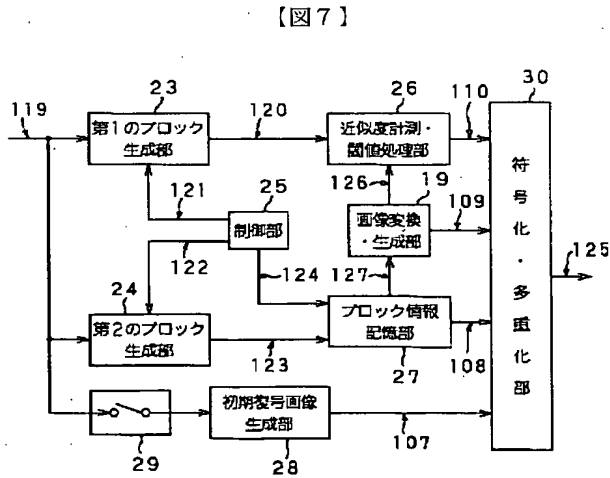 【図7】
30
119
23
120
26
110
第1のブロック
生成部
近似度計測・
閾値処理部
121
25
126
19
109
制御部
画像変換
・生成部
122
124
127
符号化・多重化部
125
24
第2のブロック
生成部
123
ブロック情報
記憶部
27
108
初期復号画像
生成部
29
28
107